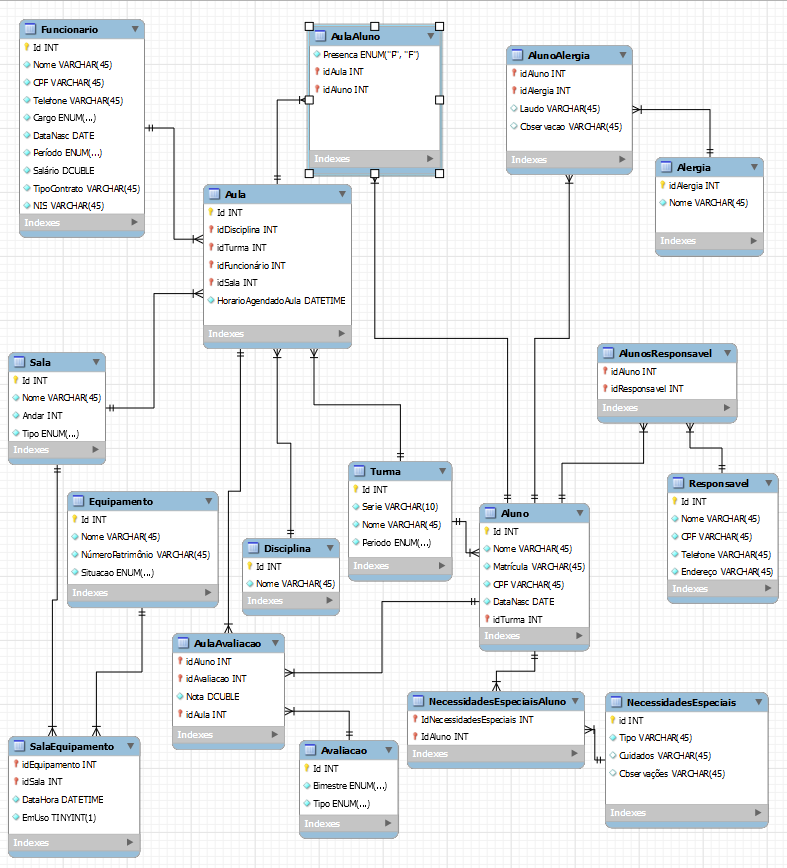 Funcionario
Id INT
Nome VARCHAR(45)
CPF VARCHAR(45)
Telefone VARCHAR(45)
Cargo ENUM(...)
DataNasc DATE
Período ENUM(...)
Salário DOUBLE
TipoContrato VARCHAR(45)
NIS VARCHAR(45)
Indexes
AulaAluno
Presenca ENUM("P", "F")
idAula INT
idAluno INT
Indexes
AlunoAlergia
idAluno INT
idAlergia INT
Laudo VARCHAR(45)
Observacao VARCHAR(45)
Indexes
Alergia
idAlergia INT
Nome VARCHAR(45)
Indexes
Aula
Id INT
idDisciplina INT
idTurma INT
idFuncionário INT
idSala INT
HorarioAgendadoAula DATETIME
Indexes
Sala
Id INT
Nome VARCHAR(45)
Andar INT
Tipo ENUM(...)
Indexes
AlunosResponsavel
idAluno INT
idResponsavel INT
Indexes
Equipamento
Id INT
Nome VARCHAR(45)
NúmeroPatrimônio VARCHAR(45)
Situacao ENUM(...)
Indexes
Turma
Id INT
Serie VARCHAR(10)
Nome VARCHAR(45)
Periodo ENUM(...)
Indexes
Responsavel
Id INT
Nome VARCHAR(45)
CPF VARCHAR(45)
Telefone VARCHAR(45)
Endereço VARCHAR(45)
Indexes
Disciplina
Id INT
Nome VARCHAR(45)
Indexes
Aluno
Id INT
Nome VARCHAR(45)
Matrícula VARCHAR(45)
CPF VARCHAR(45)
DataNasc DATE
idTurma INT
Indexes
AulaAvaliacao
idAluno INT
idAvaliacao INT
Nota DOUBLE
idAula INT
Indexes
NecessidadesEspeciaisAluno
IdNecessidadesEspeciais INT
IdAluno INT
Indexes
NecessidadesEspeciais
id INT
Tipo VARCHAR(45)
Cuidados VARCHAR(45)
Observações VARCHAR(45)
Indexes
SalaEquipamento
idEquipamento INT
idSala INT
DataHora DATETIME
EmUso TINYINT(1)
Indexes
Avaliacao
Id INT
Bimestre ENUM(...)
Tipo ENUM(...)
Indexes